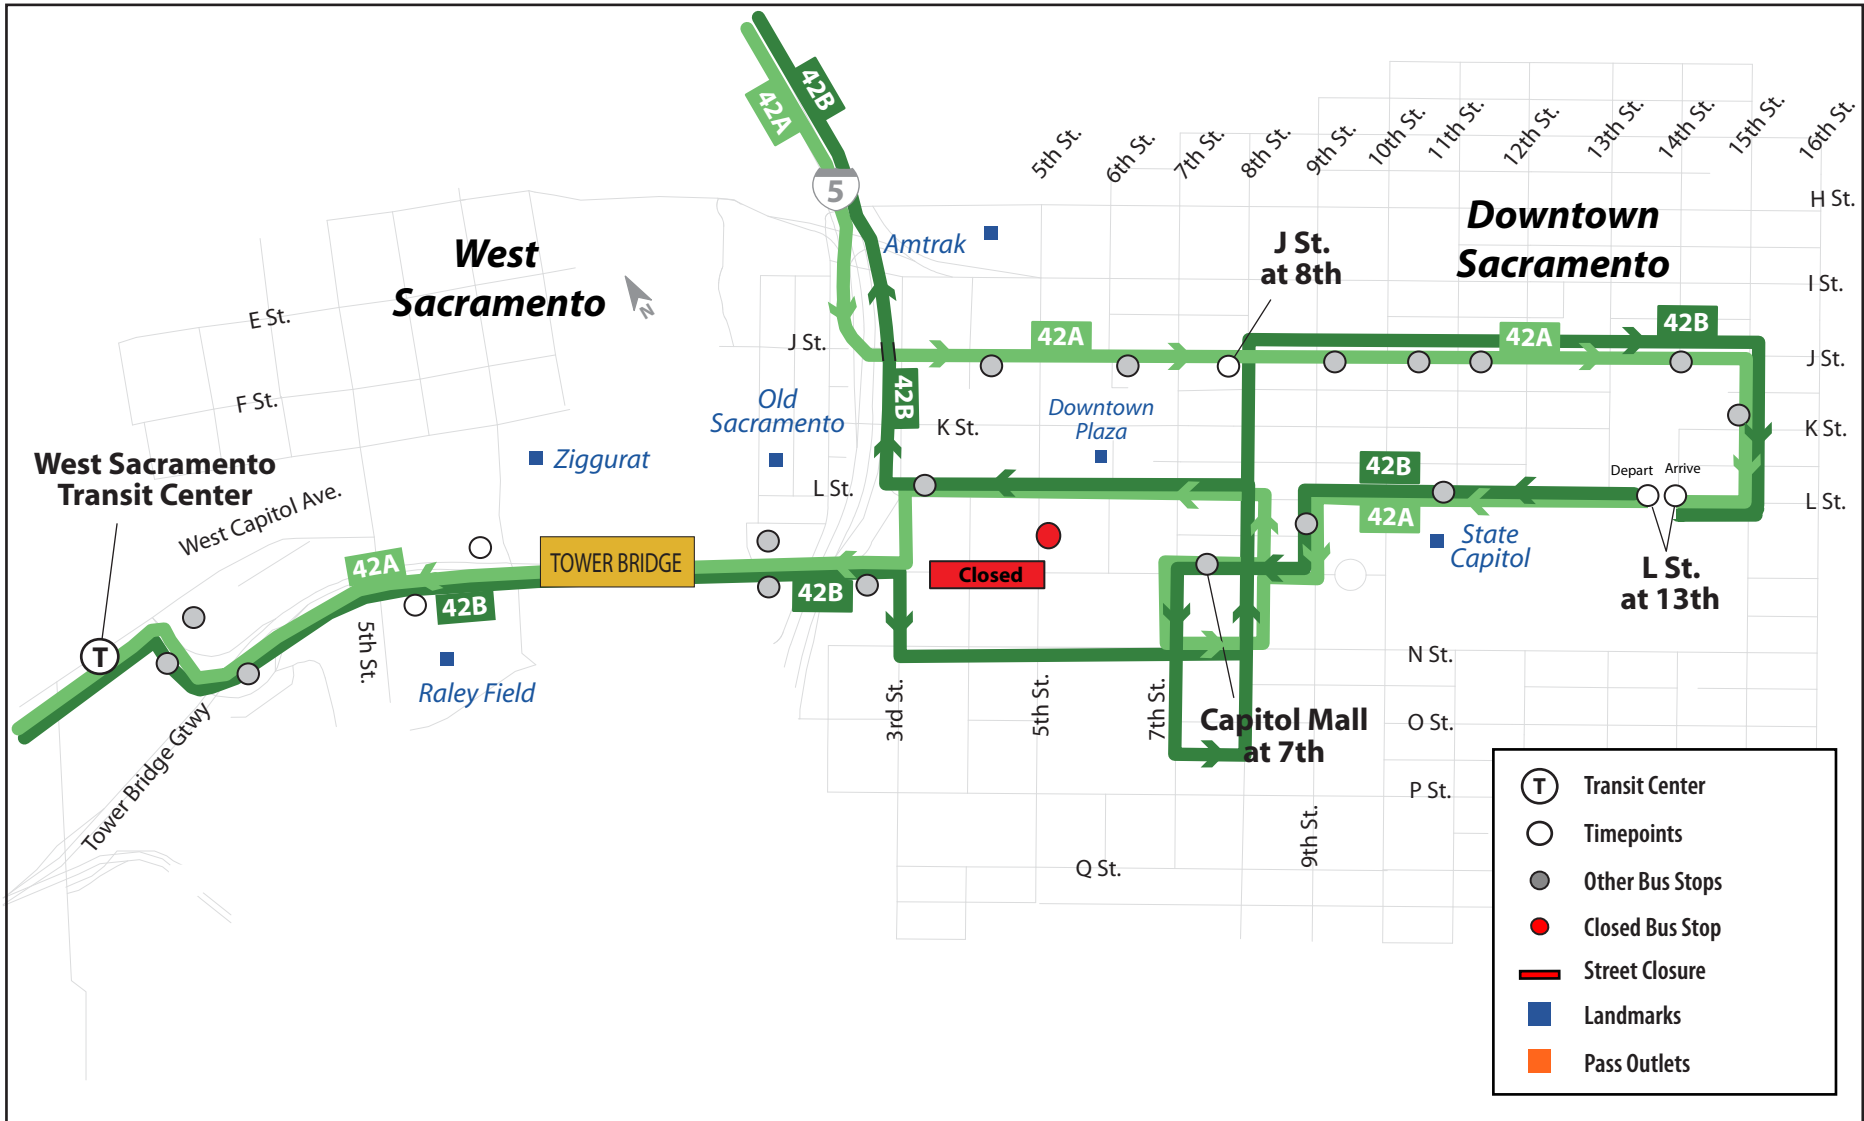 42B
42A
5
5th St.
6th St.
7th St.
8th St.
9th St.
10th St.
11th St.
12th St.
13th St.
14th St.
15th St.
16th St.
H St.
Downtown
Sacramento
West
Sacramento
Amtrak
J St.
at 8th
I St.
N
E St.
J St.
42A
42A
42B
J St.
F St.
Old
Sacramento
42B
K St.
Downtown
Plaza
K St.
West Sacramento
Transit Center
Ziggurat
West Capitol Ave.
L St.
42B
42A
Depart
Arrive
L St.
State
Capitol
42A
TOWER BRIDGE
Closed
42B
42B
L St.
at 13th
T
5th St.
Raley Field
N St.
3rd St.
5th St.
7th St.
Capitol Mall
at 7th
O St.
Tower Bridge Gtwy
P St.
9th St.
Q St.
T
Transit Center
Timepoints
Other Bus Stops
Closed Bus Stop
Street Closure
Landmarks
Pass Outlets